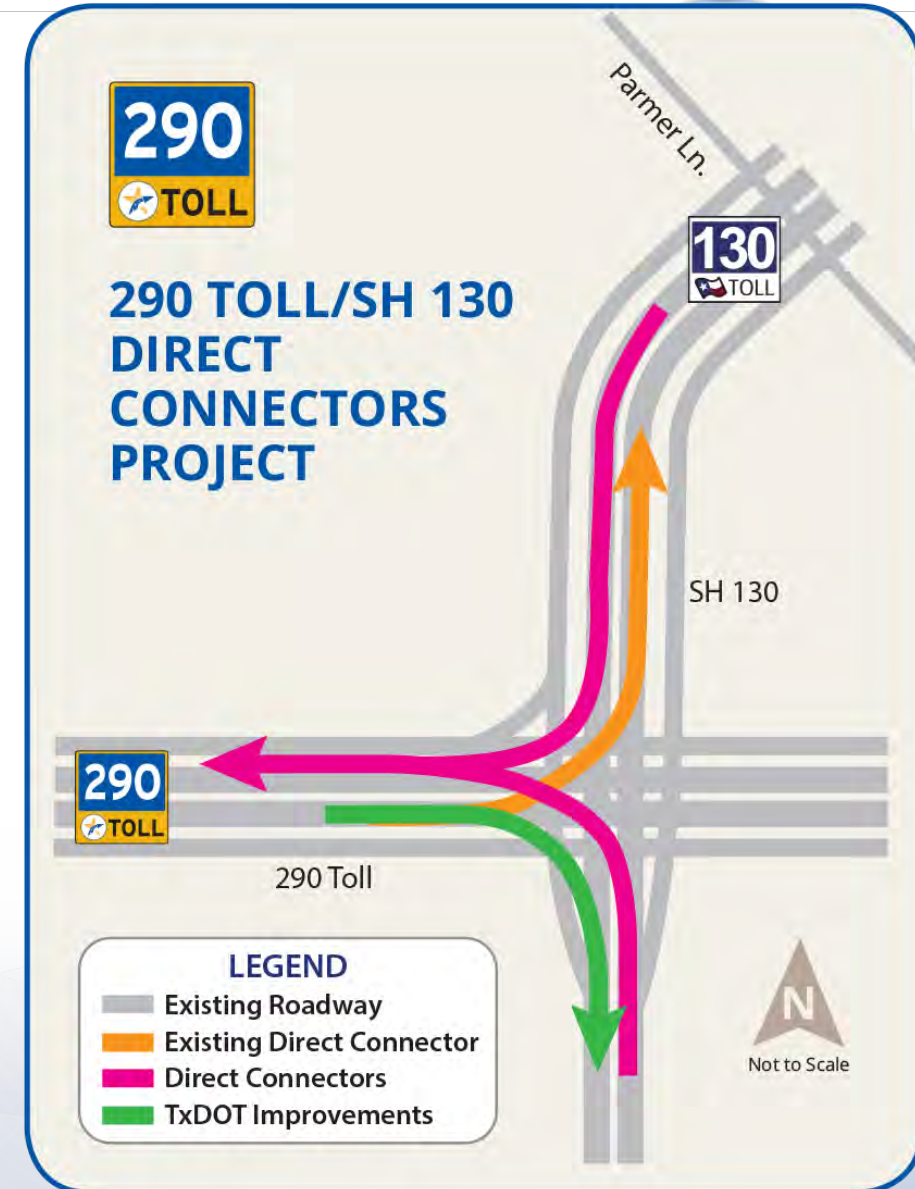 290
TOLL
290 TOLL/SH 130
DIRECT
CONNECTORS
PROJECT
Parmer Ln.
130
TOLL
SH 130
290
TOLL
290 Toll
LEGEND
Existing Roadway
Existing Direct Connector
Direct Connectors
TxDOT Improvements
N
Not to Scale